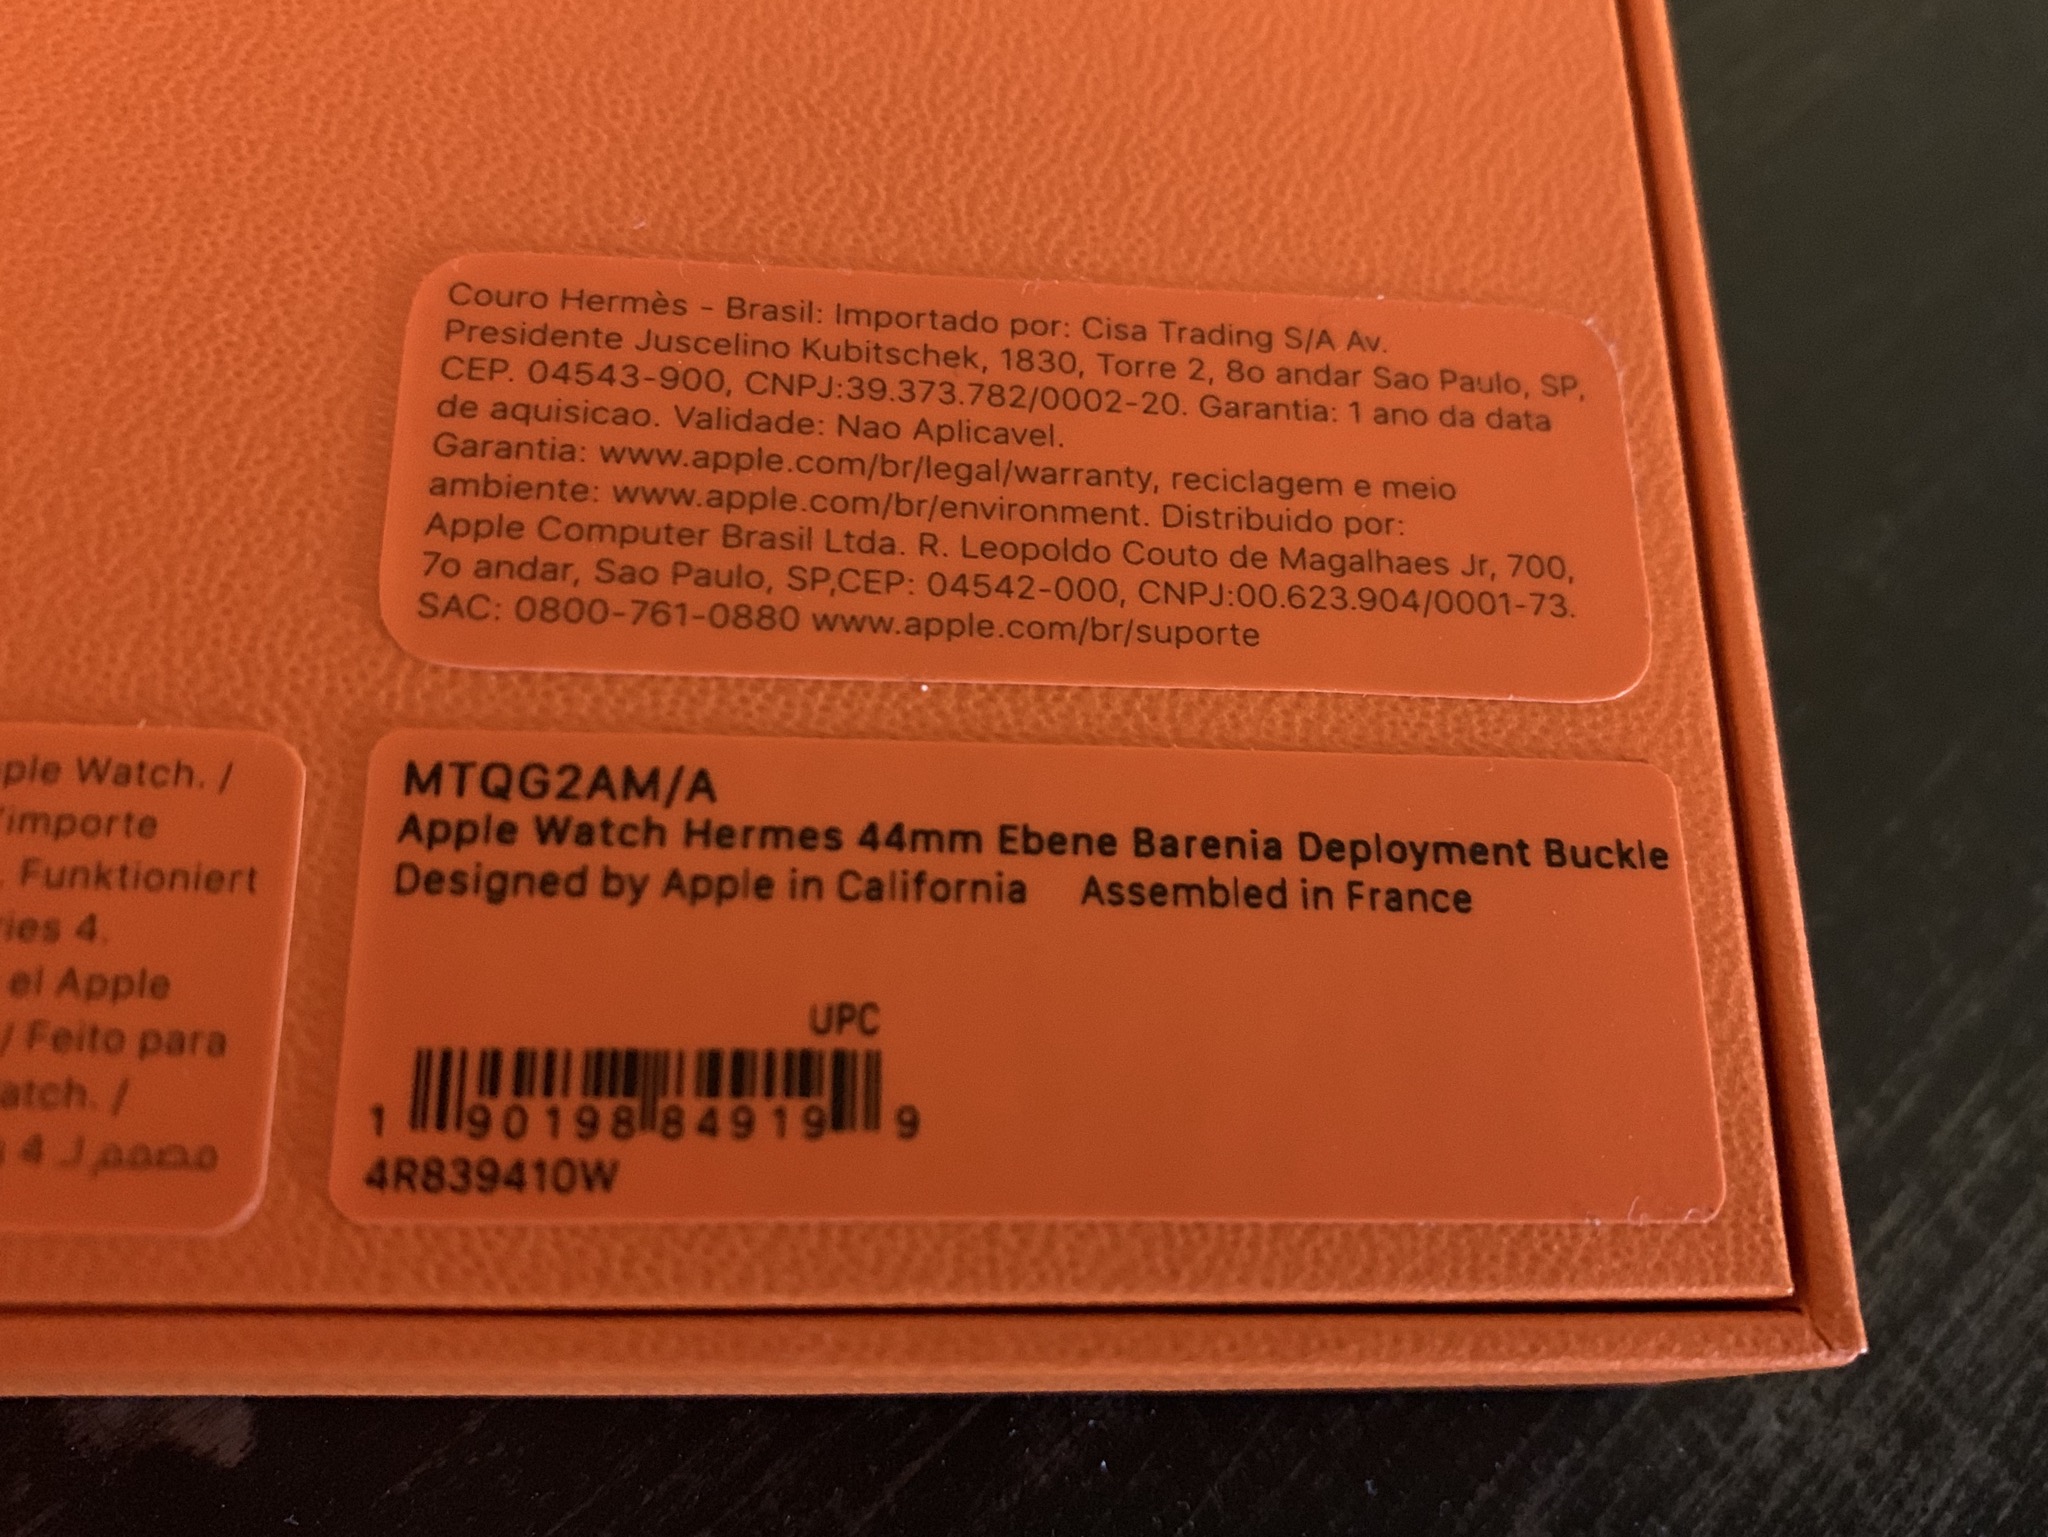 Couro Hermès - Brasil: Importado por: Cisa Trading S/A Av.
Presidente Juscelino Kubitschek, 1830, Torre 2, 8o andar Sao Paulo, SP,
CEP. 04543-900, CNPJ:39.373.782/0002-20. Garantia: 1 ano da data
de aquisicao. Validade: Nao Aplicavel.
Garantia: www.apple.com/br/legal/warranty, reciclagem e meio
ambiente: www.apple.com/br/environment. Distribuido por:
Apple Computer Brasil Ltda. R. Leopoldo Couto de Magalhaes Jr, 700,
7o andar, Sao Paulo, SP,CEP: 04542-000, CNPJ:00.623.904/0001-73.
SAC: 0800-761-0880 www.apple.com/br/suporte
ple Watch. /
importe
. Funktioniert
ries 4.
el Apple
/ Feito para
atch. /
4 مصمم لـ
MTQG2AM/A
Apple Watch Hermes 44mm Ebene Barenia Deployment Buckle
Designed by Apple in California Assembled in France
UPC
1 90198 84919 9
4R839410W